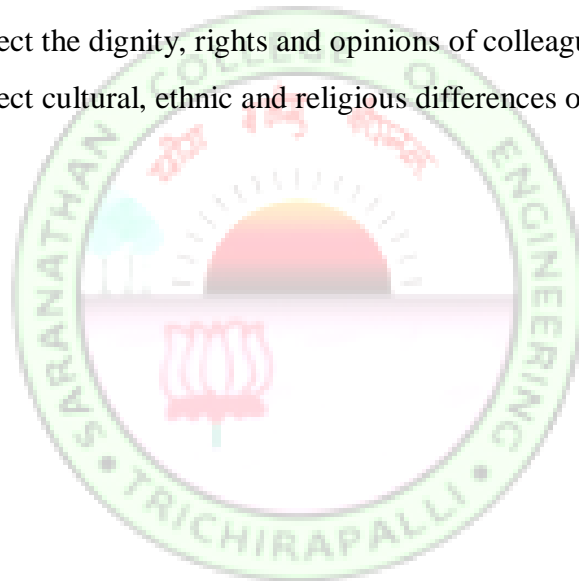 ect the dignity, rights and opinions of colleagu
ect cultural, ethnic and religious differences o
SARANATHAN COLLEGE OF ENGINEERING
TRICHIRAPALLI